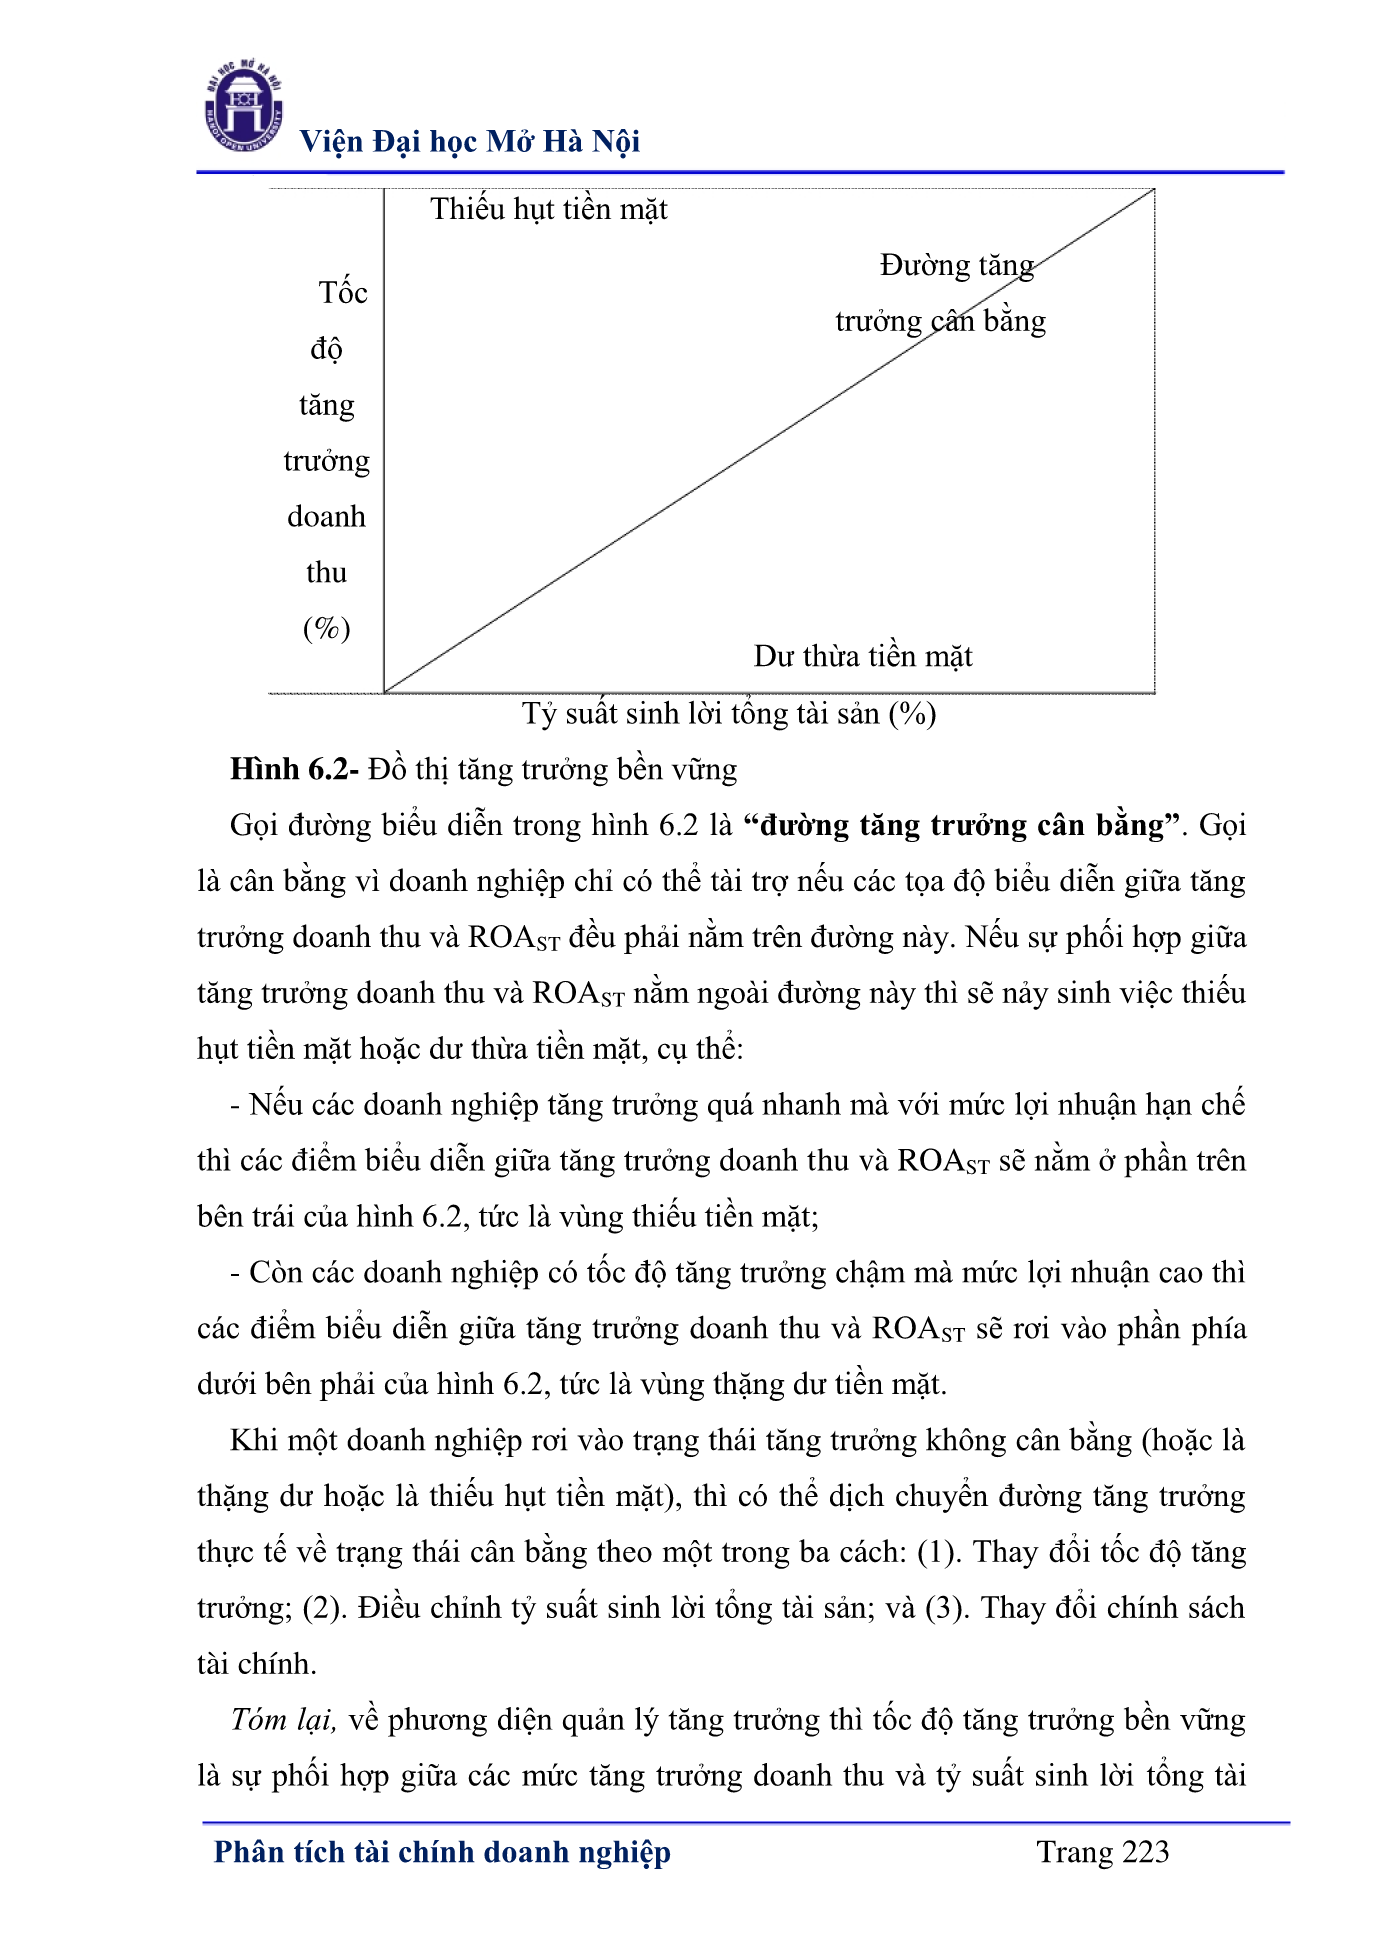 ĐẠI HỌC MỞ HÀ NỘI
HANOI OPEN UNIVERSITY
Viện Đại học Mở Hà Nội
Thiếu hụt tiền mặt
Đường tăng
trưởng cân bằng
Tốc
độ
tăng
trưởng
doanh
thu
(%)
Dư thừa tiền mặt
Tỷ suất sinh lời tổng tài sản (%)
Hình 6.2- Đồ thị tăng trưởng bền vững
Gọi đường biểu diễn trong hình 6.2 là “đường tăng trưởng cân bằng”. Gọi
là cân bằng vì doanh nghiệp chỉ có thể tài trợ nếu các tọa độ biểu diễn giữa tăng
trưởng doanh thu và ROAST đều phải nằm trên đường này. Nếu sự phối hợp giữa
tăng trưởng doanh thu và ROAST nằm ngoài đường này thì sẽ nảy sinh việc thiếu
hụt tiền mặt hoặc dư thừa tiền mặt, cụ thể:
- Nếu các doanh nghiệp tăng trưởng quá nhanh mà với mức lợi nhuận hạn chế
thì các điểm biểu diễn giữa tăng trưởng doanh thu và ROAST sẽ nằm ở phần trên
bên trái của hình 6.2, tức là vùng thiếu tiền mặt;
- Còn các doanh nghiệp có tốc độ tăng trưởng chậm mà mức lợi nhuận cao thì
các điểm biểu diễn giữa tăng trưởng doanh thu và ROAST sẽ rơi vào phần phía
dưới bên phải của hình 6.2, tức là vùng thặng dư tiền mặt.
Khi một doanh nghiệp rơi vào trạng thái tăng trưởng không cân bằng (hoặc là
thặng dư hoặc là thiếu hụt tiền mặt), thì có thể dịch chuyển đường tăng trưởng
thực tế về trạng thái cân bằng theo một trong ba cách: (1). Thay đổi tốc độ tăng
trưởng; (2). Điều chỉnh tỷ suất sinh lời tổng tài sản; và (3). Thay đổi chính sách
tài chính.
Tóm lại, về phương diện quản lý tăng trưởng thì tốc độ tăng trưởng bền vững
là sự phối hợp giữa các mức tăng trưởng doanh thu và tỷ suất sinh lời tổng tài
Phân tích tài chính doanh nghiệp Trang 223